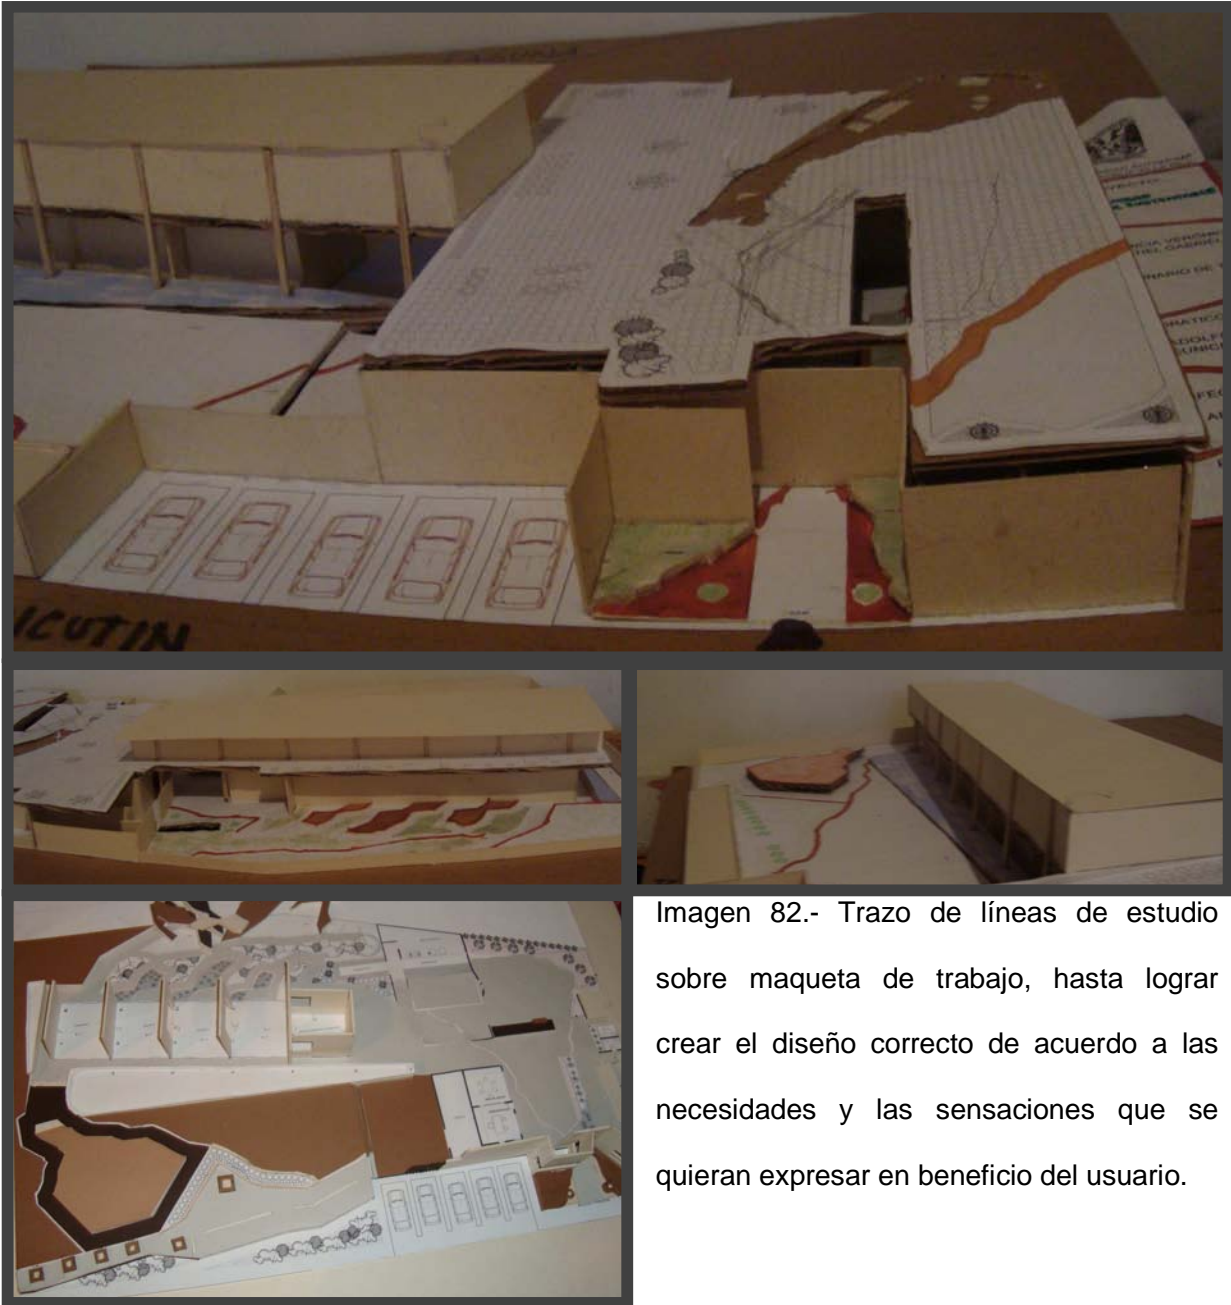 ICUTIN
Imagen 82.- Trazo de líneas de estudio
sobre maqueta de trabajo, hasta lograr
crear el diseño correcto de acuerdo a las
necesidades y las sensaciones que se
quieran expresar en beneficio del usuario.